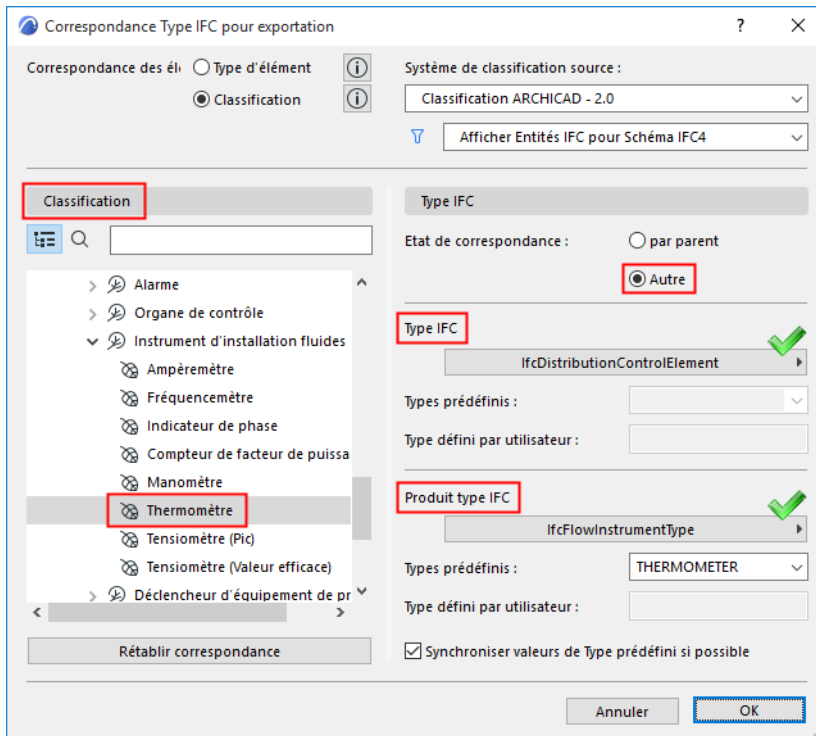 Correspondance Type IFC pour exportation
?
Correspondance des élé
Type d'élément
Classification
Système de classification source :
Classification ARCHICAD - 2.0
Afficher Entités IFC pour Schéma IFC4
Classification
Alarme
Organe de contrôle
Instrument d'installation fluides
Ampèremètre
Fréquencemètre
Indicateur de phase
Compteur de facteur de puissa
Manomètre
Thermomètre
Tensiomètre (Pic)
Tensiomètre (Valeur efficace)
Déclencheur d'équipement de pr
Rétablir correspondance
Type IFC
Etat de correspondance :
par parent
Autre
Type IFC
IfcDistributionControlElement
Types prédéfinis :
Type défini par utilisateur :
Produit type IFC
IfcFlowInstrumentType
Types prédéfinis :
THERMOMETER
Type défini par utilisateur :
Synchroniser valeurs de Type prédéfini si possible
Annuler
OK